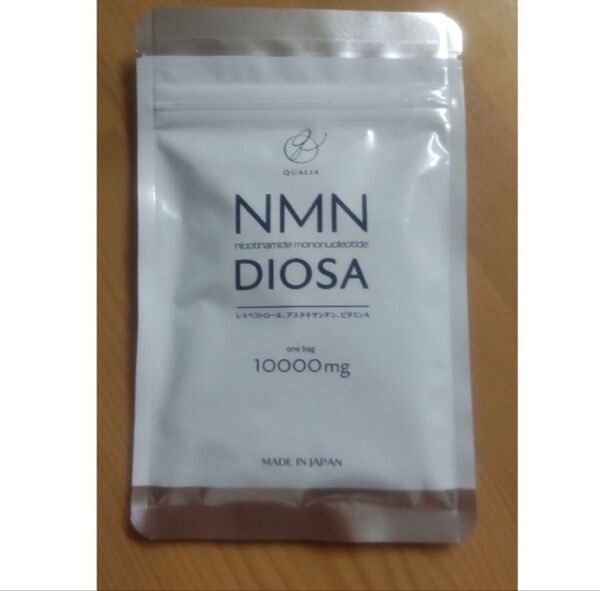 QUALIA
NMN
nicotinamide mononucleotide
DIOSA
レスベラトロール、アスタキサンチン、ビタミンA
one bag
10000mg
MADE IN JAPAN